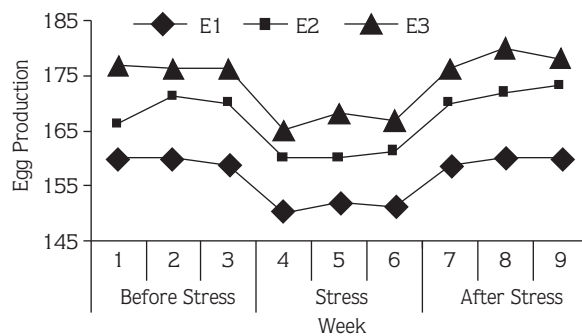 185
E1 E2 E3
175
165
155
145
Egg Production
1 2 3 4 5 6 7 8 9
Before Stress Stress After Stress
Week